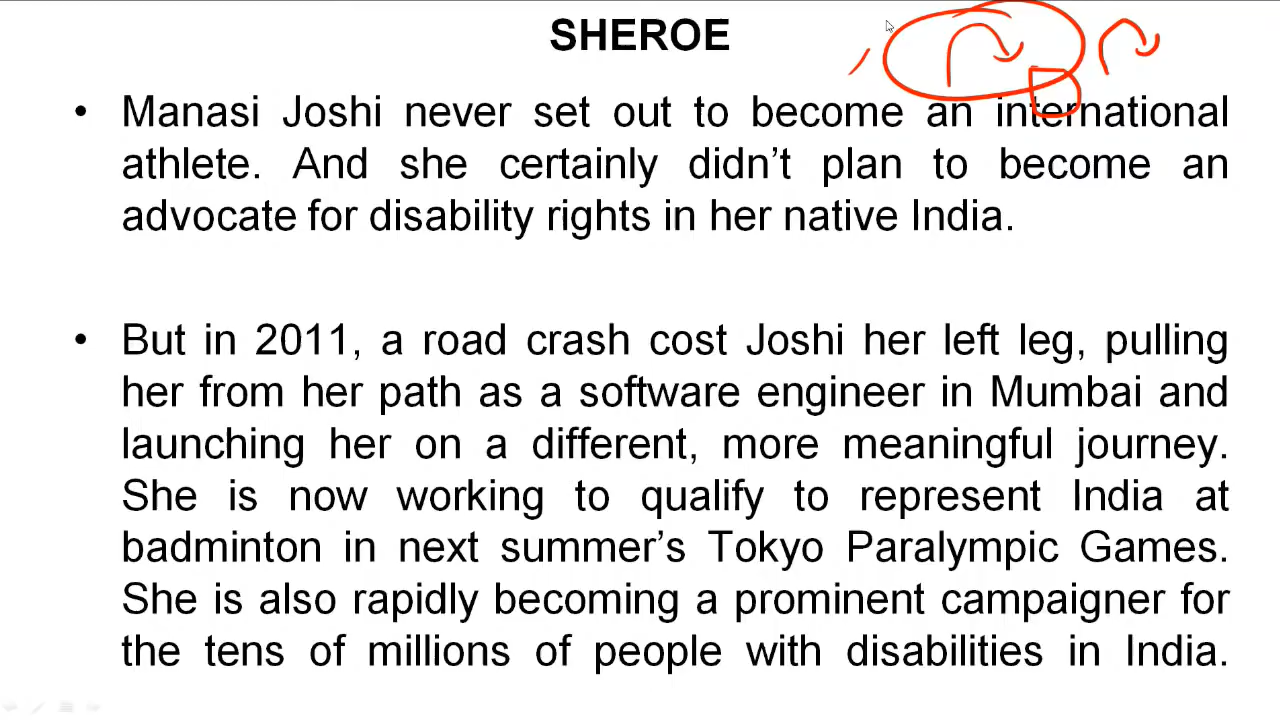 SHEROE
• Manasi Joshi never set out to become an international
athlete. And she certainly didn’t plan to become an
advocate for disability rights in her native India.
• But in 2011, a road crash cost Joshi her left leg, pulling
her from her path as a software engineer in Mumbai and
launching her on a different, more meaningful journey.
She is now working to qualify to represent India at
badminton in next summer’s Tokyo Paralympic Games.
She is also rapidly becoming a prominent campaigner for
the tens of millions of people with disabilities in India.